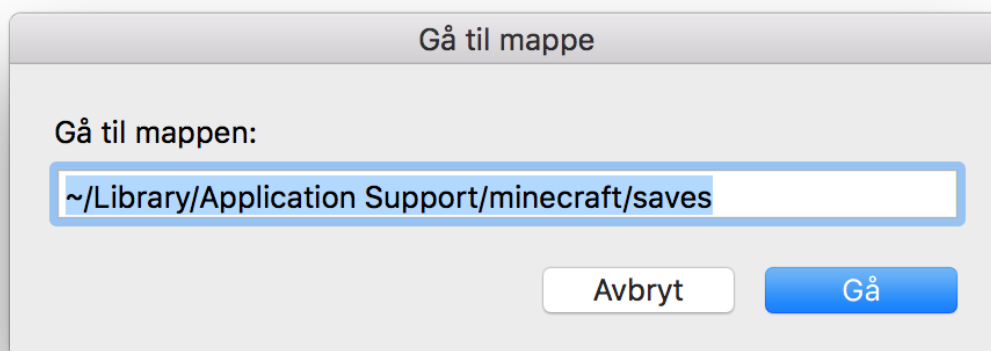 Gå til mappe
Gå til mappen:
~/Library/Application Support/minecraft/saves
Avbryt Gå